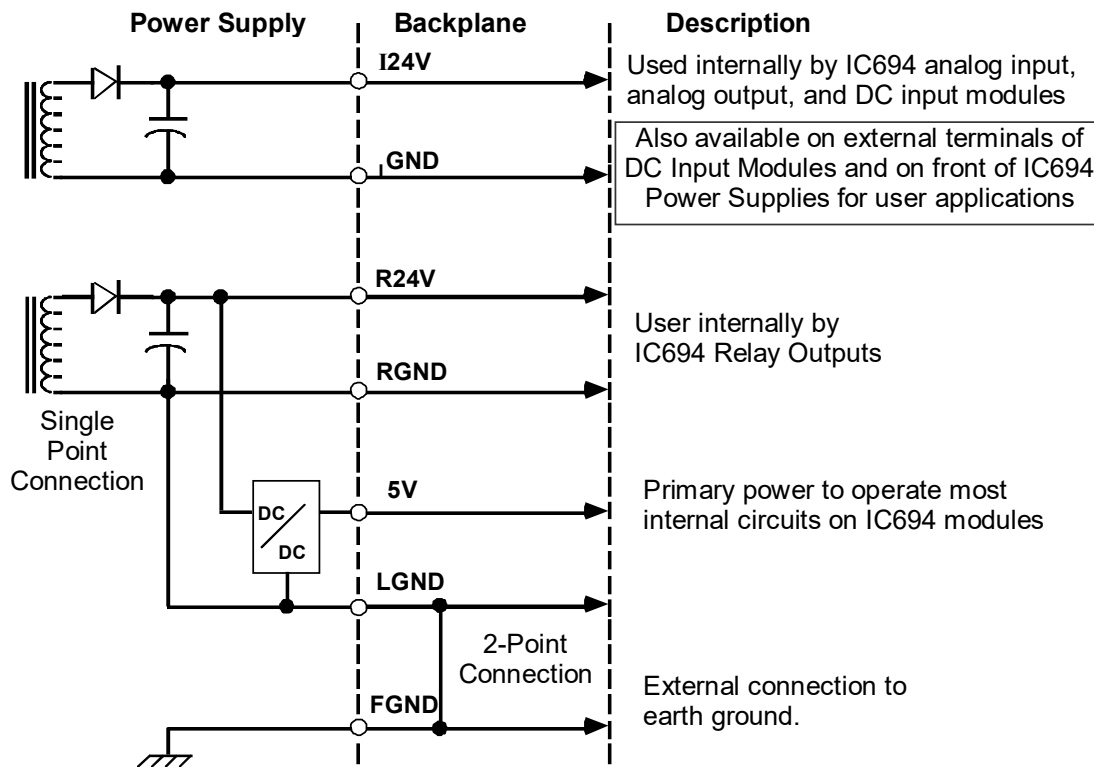 Power Supply
Backplane
Description
I24V
Used internally by IC694 analog input,
analog output, and DC input modules
GND
Also available on external terminals of
DC Input Modules and on front of IC694
Power Supplies for user applications
R24V
User internally by
IC694 Relay Outputs
RGND
Single
Point
Connection
5V
DC
DC
Primary power to operate most
internal circuits on IC694 modules
LGND
2-Point
Connection
FGND
External connection to
earth ground.